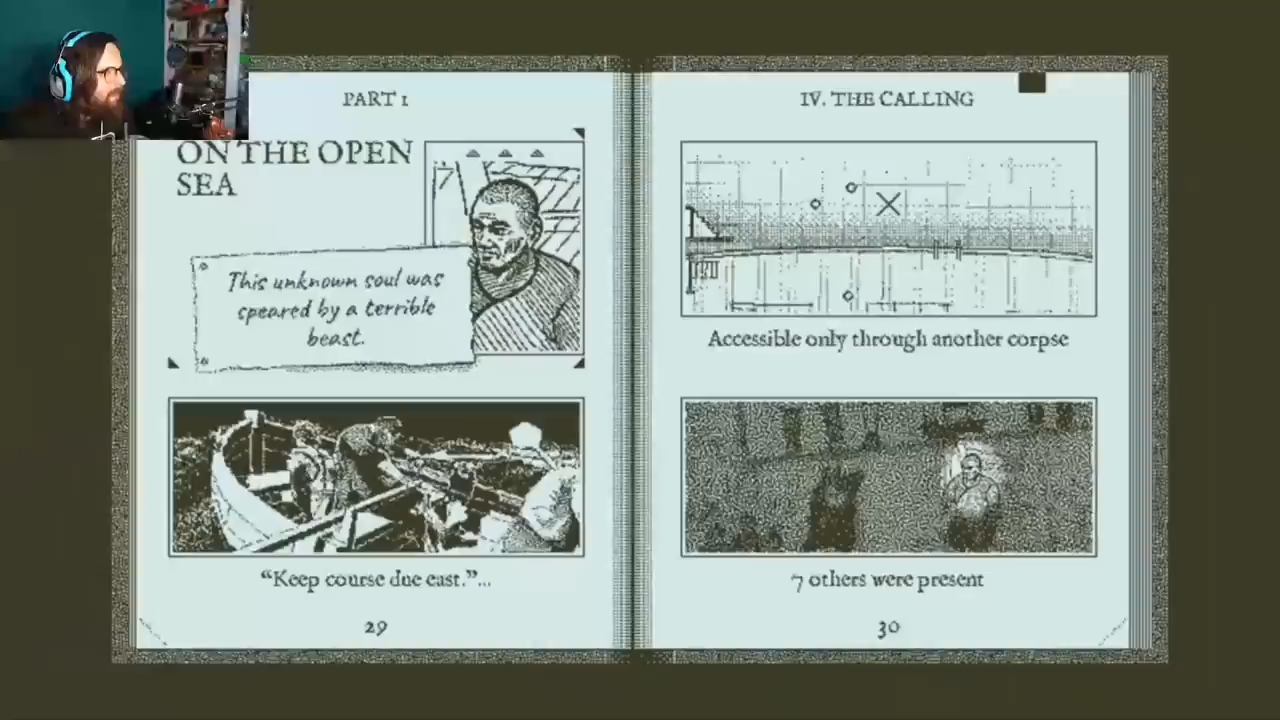 PART 1
ON THE OPEN
SEA
This unknown soul was
speared by a terrible
beast.
“Keep course due east.”...
29
IV. THE CALLING
Accessible only through another corpse
7 others were present
30